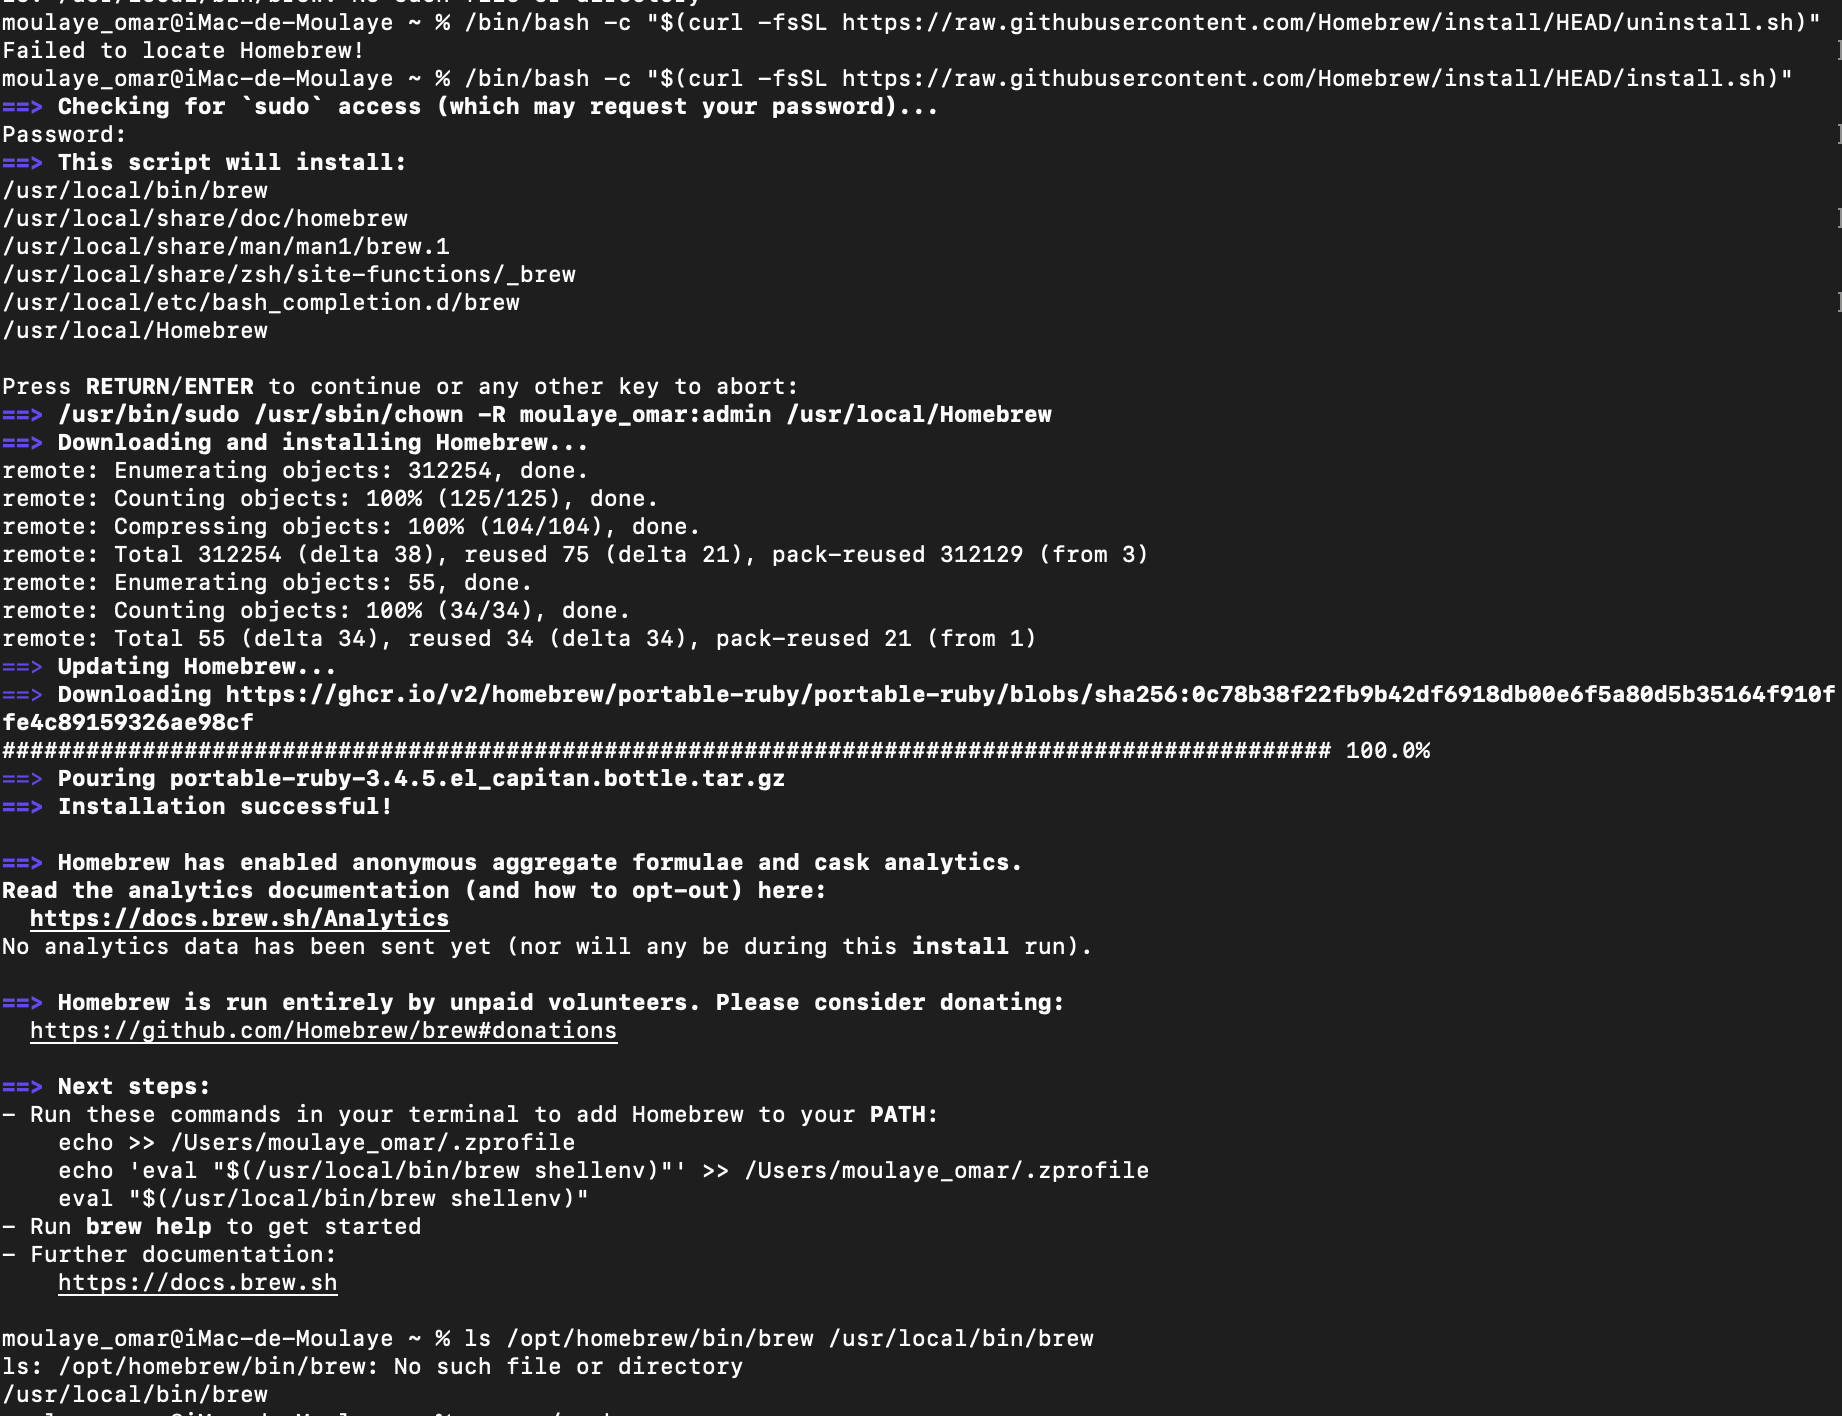 moulaye_omar@iMac-de-Moulaye ~ % /bin/bash -c "$(curl -fsSL https://raw.githubusercontent.com/Homebrew/install/HEAD/uninstall.sh)"
Failed to locate Homebrew!
moulaye_omar@iMac-de-Moulaye ~ % /bin/bash -c "$(curl -fsSL https://raw.githubusercontent.com/Homebrew/install/HEAD/install.sh)"
==> Checking for `sudo` access (which may request your password)...
Password:
==> This script will install:
/usr/local/bin/brew
/usr/local/share/doc/homebrew
/usr/local/share/man/man1/brew.1
/usr/local/share/zsh/site-functions/_brew
/usr/local/etc/bash_completion.d/brew
/usr/local/Homebrew
Press RETURN/ENTER to continue or any other key to abort:
==> /usr/bin/sudo /usr/sbin/chown -R moulaye_omar:admin /usr/local/Homebrew
==> Downloading and installing Homebrew...
remote: Enumerating objects: 312254, done.
remote: Counting objects: 100% (125/125), done.
remote: Compressing objects: 100% (104/104), done.
remote: Total 312254 (delta 38), reused 75 (delta 21), pack-reused 312129 (from 3)
remote: Enumerating objects: 55, done.
remote: Counting objects: 100% (34/34), done.
remote: Total 55 (delta 34), reused 34 (delta 34), pack-reused 21 (from 1)
==> Updating Homebrew...
==> Downloading https://ghcr.io/v2/homebrew/portable-ruby/portable-ruby/blobs/sha256:0c78b38f22fb9b42df6918db00e6f5a80d5b35164f910f
fe4c89159326ae98cf
############################################################################################### 100.0%
==> Pouring portable-ruby-3.4.5.el_capitan.bottle.tar.gz
==> Installation successful!
==> Homebrew has enabled anonymous aggregate formulae and cask analytics.
Read the analytics documentation (and how to opt-out) here:
https://docs.brew.sh/Analytics
No analytics data has been sent yet (nor will any be during this install run).
==> Homebrew is run entirely by unpaid volunteers. Please consider donating:
https://github.com/Homebrew/brew#donations
==> Next steps:
- Run these commands in your terminal to add Homebrew to your PATH:
echo >> /Users/moulaye_omar/.zprofile
echo 'eval "$(/usr/local/bin/brew shellenv)"' >> /Users/moulaye_omar/.zprofile
eval "$(/usr/local/bin/brew shellenv)"
- Run brew help to get started
- Further documentation:
https://docs.brew.sh
moulaye_omar@iMac-de-Moulaye ~ % ls /opt/homebrew/bin/brew /usr/local/bin/brew
ls: /opt/homebrew/bin/brew: No such file or directory
/usr/local/bin/brew